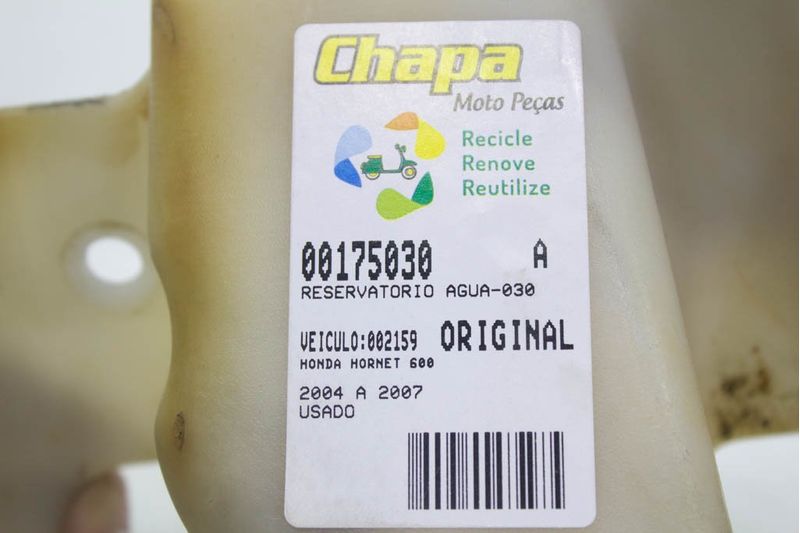 Chapa
Moto Peças
Recicle
Renove
Reutilize
00175030 A
RESERVATORIO AGUA-030
VEICULO:002159 ORIGINAL
HONDA HORNET 600
2004 A 2007
USADO